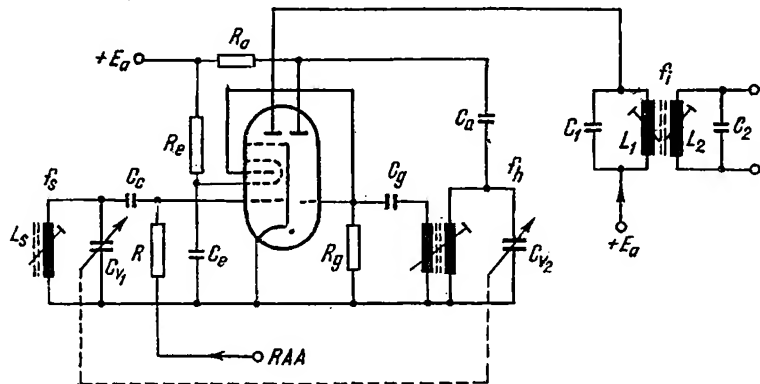 +Ea
Ra
Re
Ca
C1
L1
fi
L2
C2
+Ea
fs
Ls
Cv1
Cc
R
Ce
Rg
Cg
fh
Cv2
RAA